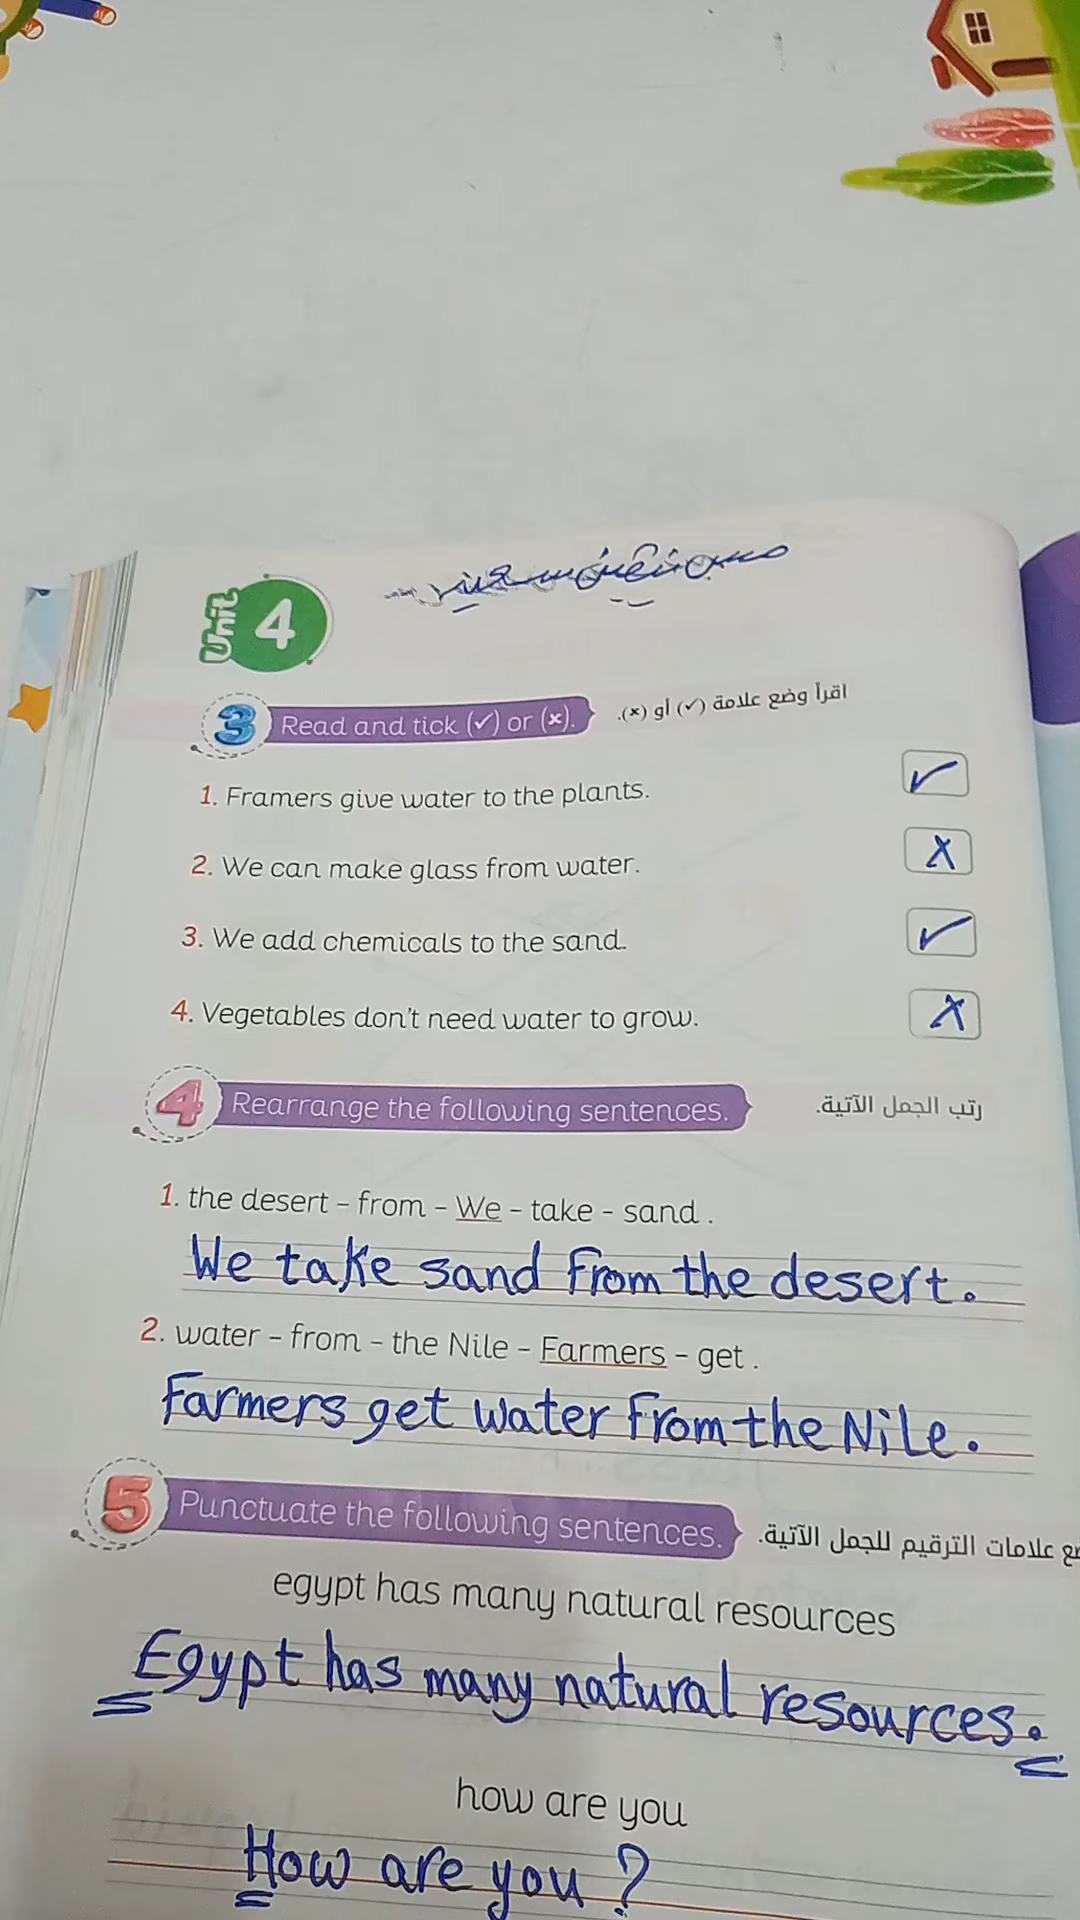 Unit 4
3 Read and tick (✓) or (×). اقرأ وضع علامة (✓) أو (×).
1. Framers give water to the plants. ✓
2. We can make glass from water. X
3. We add chemicals to the sand. ✓
4. Vegetables don't need water to grow. X
4 Rearrange the following sentences. رتب الجمل الآتية.
1. the desert – from – We – take – sand .
We take sand from the desert.
2. water – from – the Nile – Farmers – get .
Farmers get water from the Nile.
5 Punctuate the following sentences. علامات الترقيم للجمل الآتية.
egypt has many natural resources
Egypt has many natural resources.
how are you
How are you ?